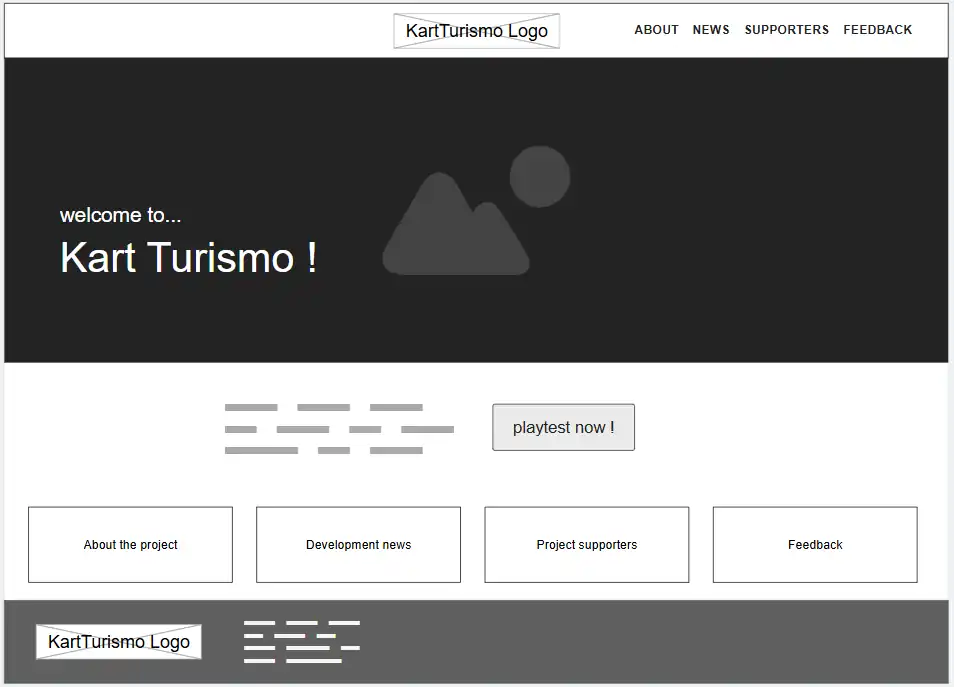 KartTurismo Logo
ABOUT NEWS SUPPORTERS FEEDBACK
welcome to...
Kart Turismo !
playtest now !
About the project
Development news
Project supporters
Feedback
KartTurismo Logo